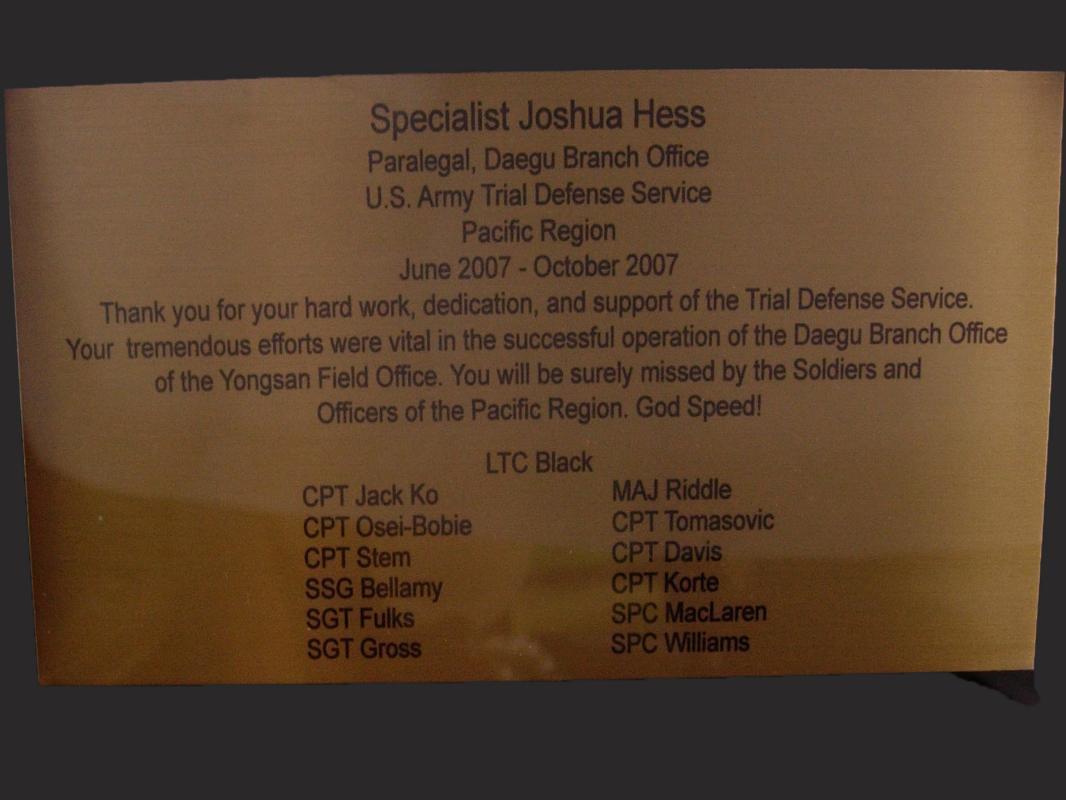 Specialist Joshua Hess
Paralegal, Daegu Branch Office
U.S. Army Trial Defense Service
Pacific Region
June 2007 - October 2007
Thank you for your hard work, dedication, and support of the Trial Defense Service.
Your tremendous efforts were vital in the successful operation of the Daegu Branch Office
of the Yongsan Field Office. You will be surely missed by the Soldiers and
Officers of the Pacific Region. God Speed!
LTC Black
CPT Jack Ko
CPT Osei-Bobie
CPT Stem
SSG Bellamy
SGT Fulks
SGT Gross
MAJ Riddle
CPT Tomasovic
CPT Davis
CPT Korte
SPC MacLaren
SPC Williams